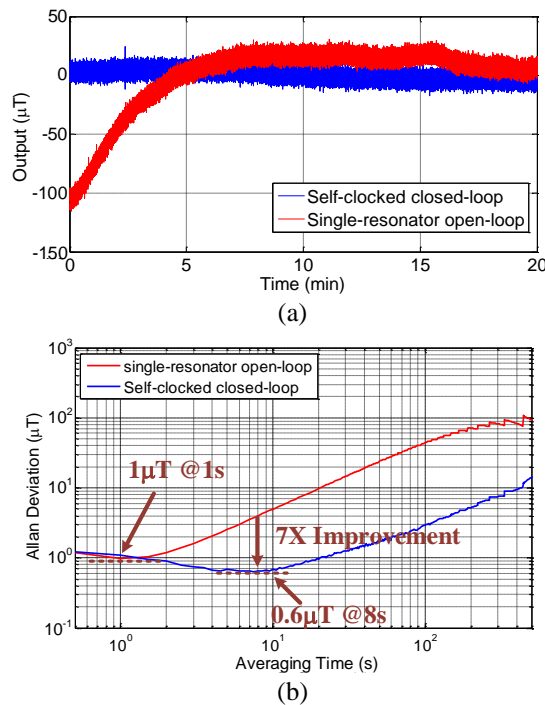 50
0
-50
-100
-150
Output (μT)
0 5 10 15 20
Time (min)
Self-clocked closed-loop
Single-resonator open-loop
(a)
10³
10²
10¹
10⁰
10⁻¹
Allan Deviation (μT)
single-resonator open-loop
Self-clocked closed-loop
1μT @1s
7X Improvement
0.6μT @8s
10⁰ 10¹ 10²
Averaging Time (s)
(b)